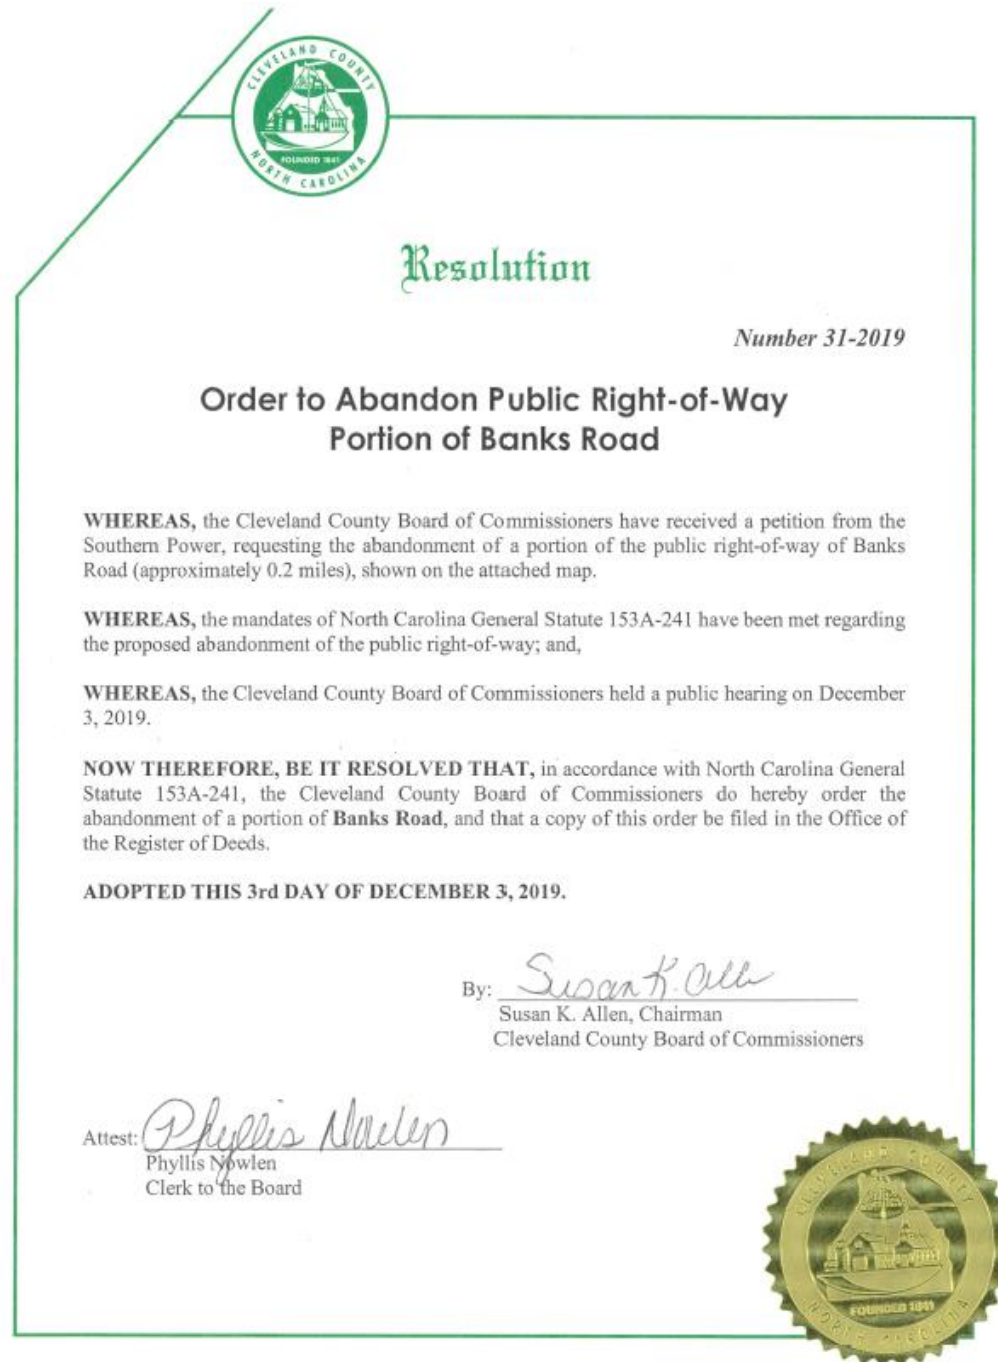 CLEVELAND COUNTY
FOUNDED 1841
NORTH CAROLINA
Resolution
Number 31-2019
Order to Abandon Public Right-of-Way
Portion of Banks Road
WHEREAS, the Cleveland County Board of Commissioners have received a petition from the
Southern Power, requesting the abandonment of a portion of the public right-of-way of Banks
Road (approximately 0.2 miles), shown on the attached map.
WHEREAS, the mandates of North Carolina General Statute 153A-241 have been met regarding
the proposed abandonment of the public right-of-way; and,
WHEREAS, the Cleveland County Board of Commissioners held a public hearing on December
3, 2019.
NOW THEREFORE, BE IT RESOLVED THAT, in accordance with North Carolina General
Statute 153A-241, the Cleveland County Board of Commissioners do hereby order the
abandonment of a portion of Banks Road, and that a copy of this order be filed in the Office of
the Register of Deeds.
ADOPTED THIS 3rd DAY OF DECEMBER 3, 2019.
By: Susan K. Allen
Susan K. Allen, Chairman
Cleveland County Board of Commissioners
Attest: Phyllis Nowlen
Phyllis Nowlen
Clerk to the Board
CLEVELAND COUNTY
FOUNDED 1841
NORTH CAROLINA